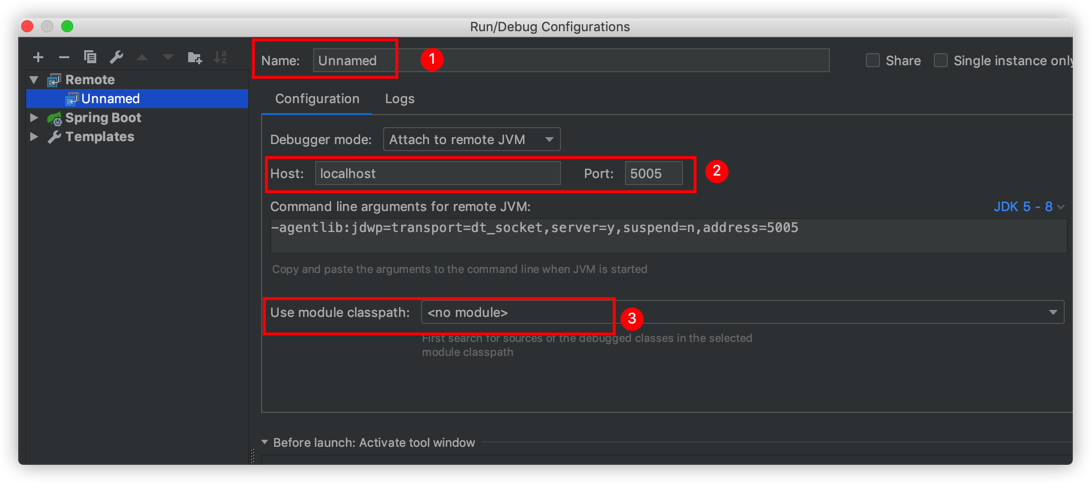 Run/Debug Configurations
Name: Unnamed 1 Share Single instance only
Remote
Unnamed
Spring Boot
Templates
Configuration Logs
Debugger mode: Attach to remote JVM
Host: localhost Port: 5005 2
Command line arguments for remote JVM: JDK 5 - 8
-agentlib:jdwp=transport=dt_socket,server=y,suspend=n,address=5005
Copy and paste the arguments to the command line when JVM is started
Use module classpath: <no module> 3
First search for sources of the debugged classes in the selected
module classpath
Before launch: Activate tool window